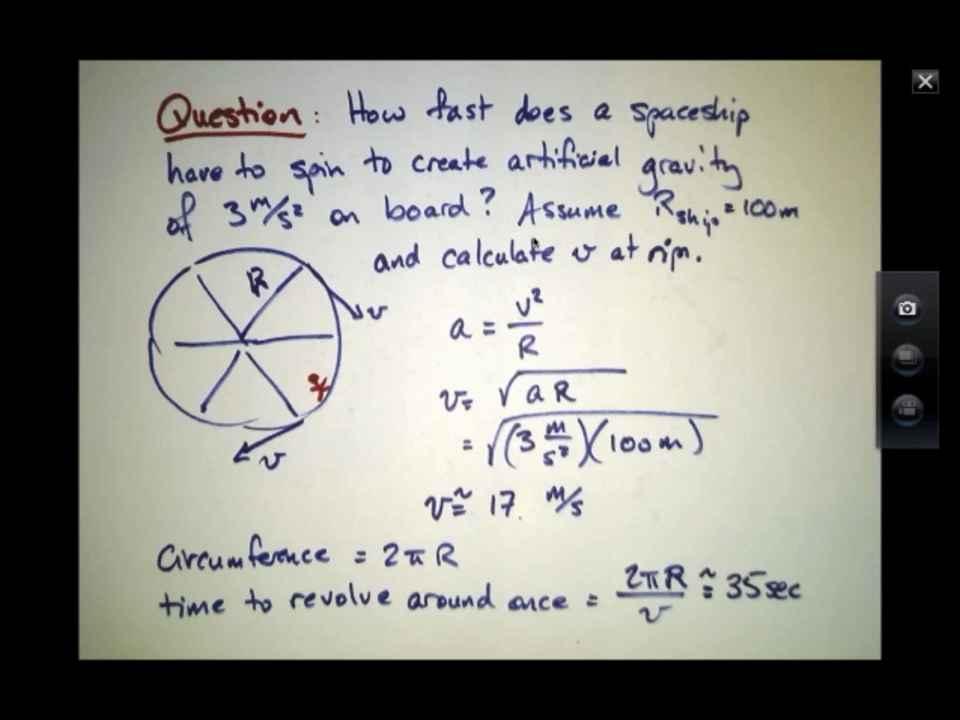 Question: How fast does a spaceship
have to spin to create artificial gravity
of 3 m/s² on board? Assume R_ship = 100m
and calculate v at rim.
R
v
a = v²/R
v= √aR
= √(3 m/s²)(100m)
v
v ≅ 17 m/s
Circumference = 2πR
time to revolve around once = 2πR/v ≅ 35 sec